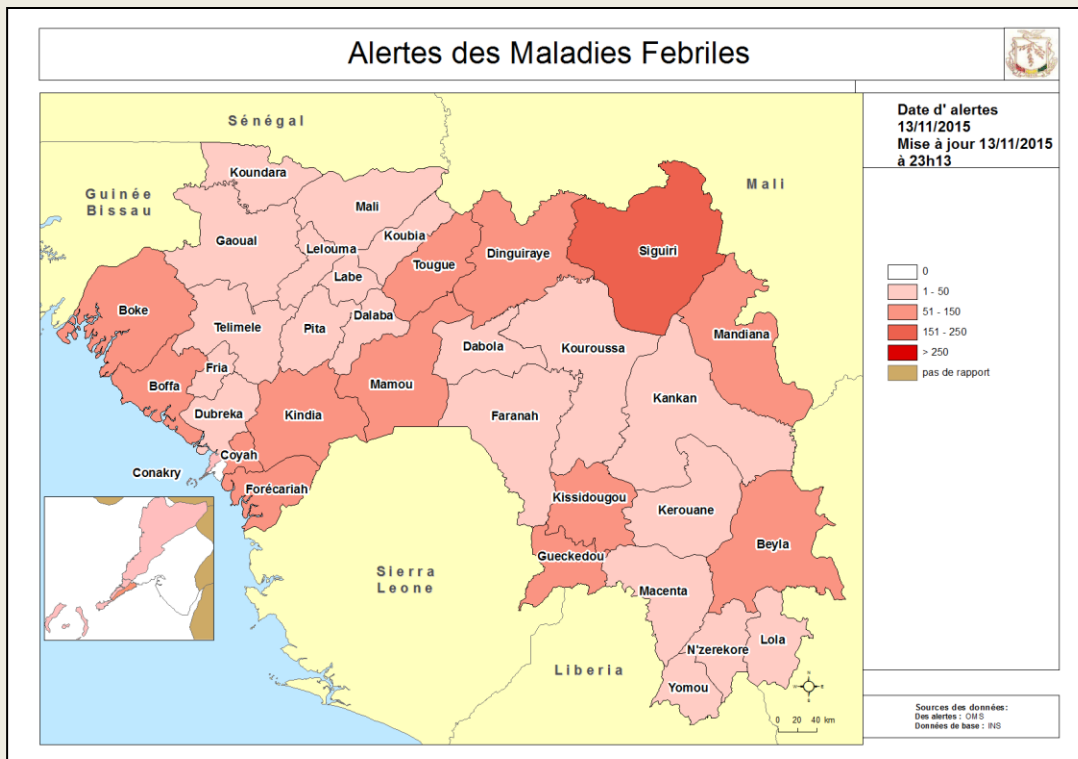 Alertes des Maladies Febriles
Date d' alertes
13/11/2015
Mise à jour 13/11/2015
à 23h13
0
1 - 50
51 - 150
151 - 250
> 250
pas de rapport
Sénégal
Guinée
Bissau
Mali
Koundara
Mali
Gaoual
Koubia
Lelouma
Siguiri
Dinguiraye
Tougue
Labe
Boke
Dalaba
Telimele
Pita
Mandiana
Dabola
Kouroussa
Fria
Boffa
Mamou
Kankan
Dubreka
Kindia
Faranah
Coyah
Conakry
Forécariah
Kissidougou
Kerouane
Beyla
Gueckedou
Sierra
Leone
Macenta
Lola
N'zerekoré
Liberia
Yomou
0 20 40 km
Sources des données:
Des alertes : OMS
Données de base : INS